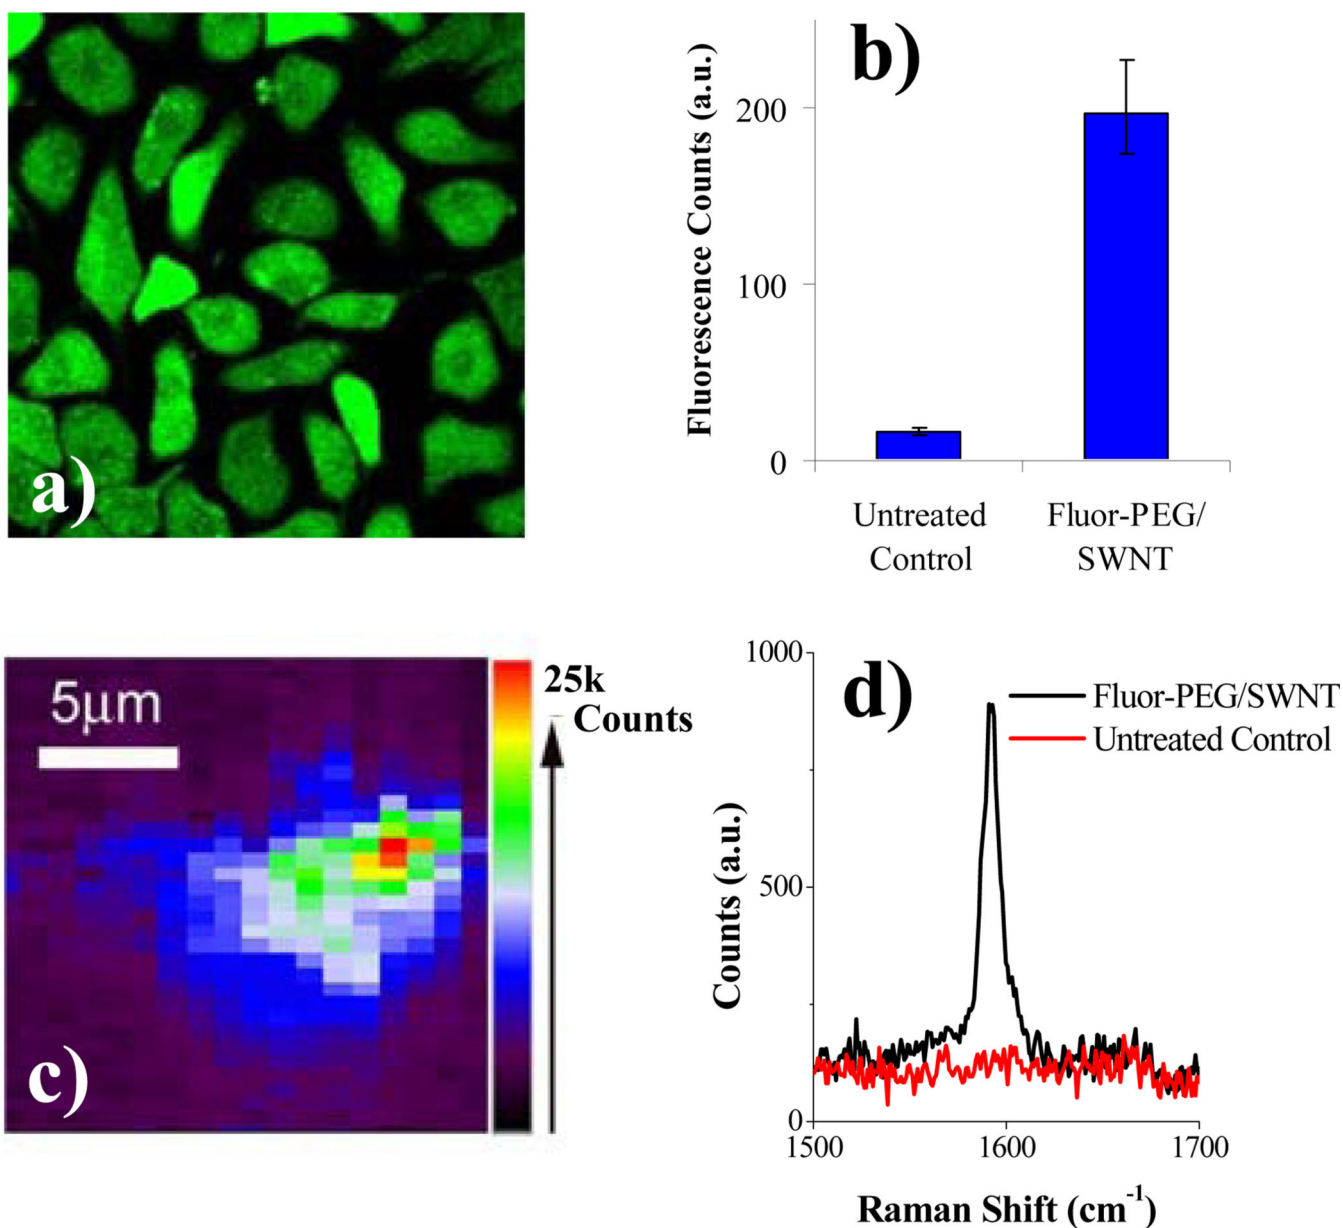 a)
b)
Fluorescence Counts (a.u.)
200
100
0
Untreated
Control
Fluor-PEG/
SWNT
5μm
25k
Counts
c)
d)
Fluor-PEG/SWNT
Untreated Control
Counts (a.u.)
1000
500
0
1500
1600
1700
Raman Shift (cm⁻¹)